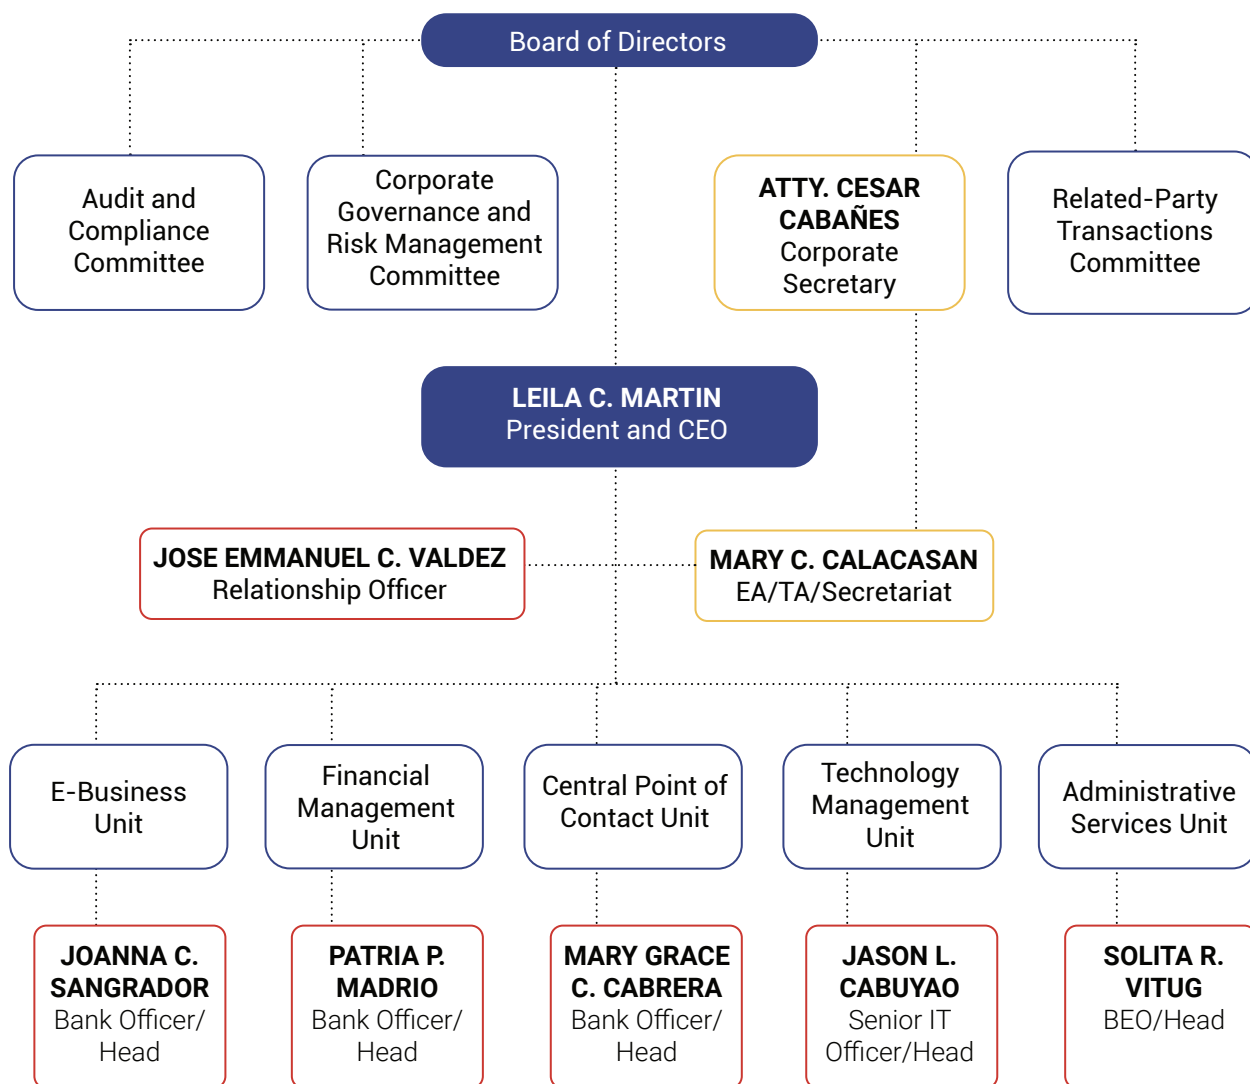 Board of Directors
Audit and
Compliance
Committee
Corporate
Governance and
Risk Management
Committee
ATTY. CESAR
CABAÑES
Corporate
Secretary
Related-Party
Transactions
Committee
LEILA C. MARTIN
President and CEO
JOSE EMMANUEL C. VALDEZ
Relationship Officer
MARY C. CALACASAN
EA/TA/Secretariat
E-Business
Unit
Financial
Management
Unit
Central Point of
Contact Unit
Technology
Management
Unit
Administrative
Services Unit
JOANNA C.
SANGRADOR
Bank Officer/
Head
PATRIA P.
MADRIO
Bank Officer/
Head
MARY GRACE
C. CABRERA
Bank Officer/
Head
JASON L.
CABUYAO
Senior IT
Officer/Head
SOLITA R.
VITUG
BEO/Head